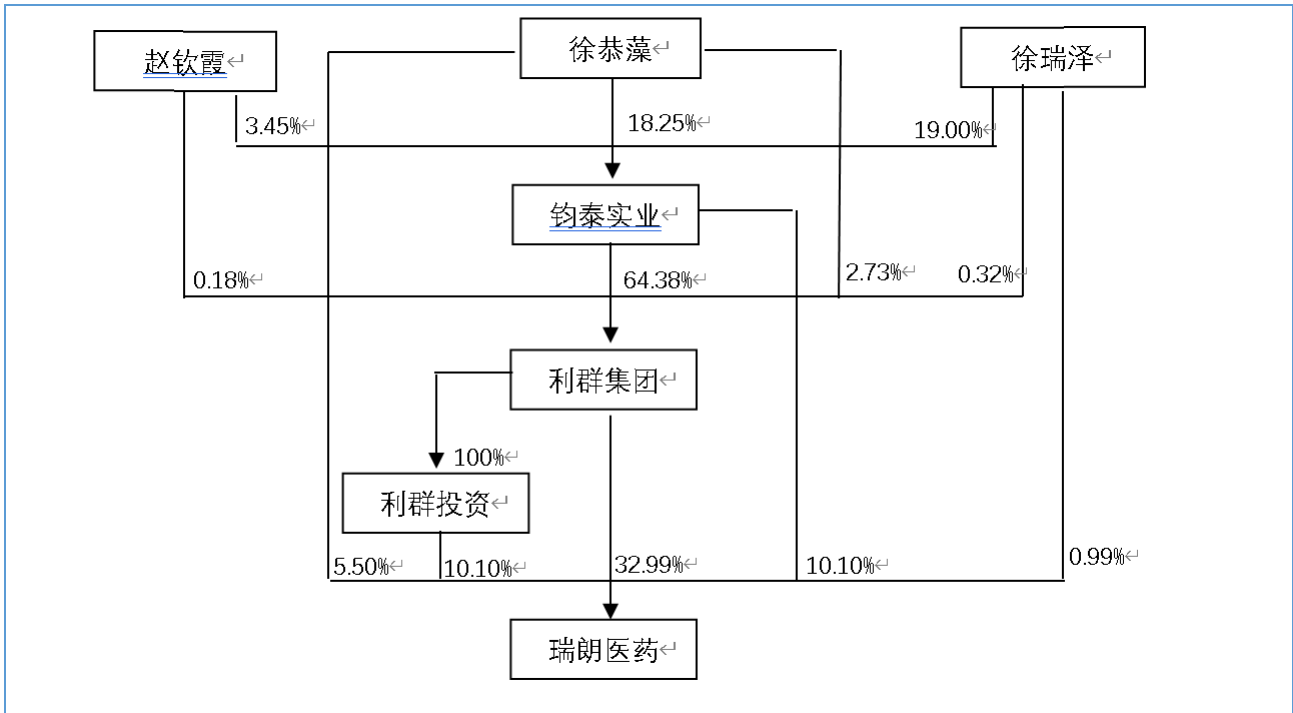 赵钦霞↵
徐恭藻↵
徐瑞泽↵
3.45%↵
18.25%↵
19.00%↵
钧泰实业↵
0.18%↵
64.38%↵
2.73%↵
0.32%↵
利群集团↵
100%↵
利群投资↵
5.50%↵
10.10%↵
32.99%↵
10.10%↵
0.99%↵
瑞朗医药↵